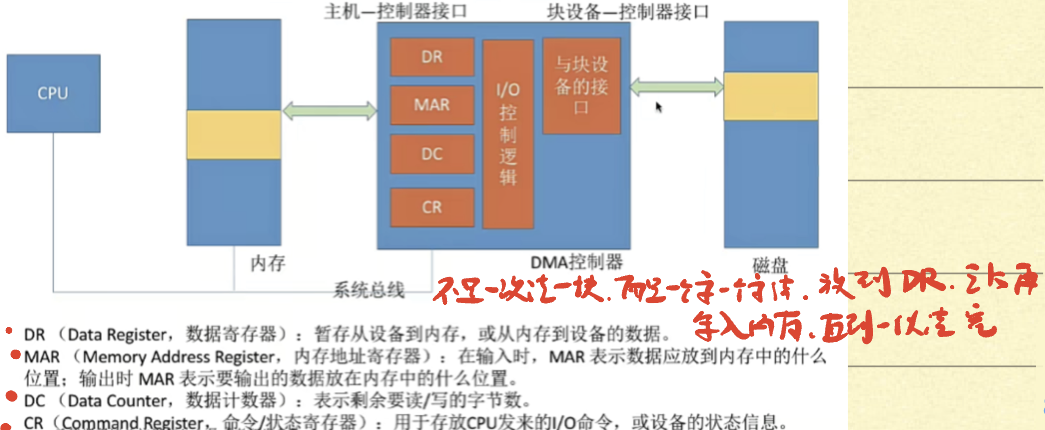 主机—控制器接口
块设备—控制器接口
CPU
DR
MAR
DC
CR
I/O控制逻辑
与块设备的接口
内存
DMA控制器
磁盘
系统总线
不是一次读一块，而是一个字一个字读，放到DR，之后再
存入内存，直到一块读完
DR （Data Register，数据寄存器）：暂存从设备到内存，或从内存到设备的数据。
MAR （Memory Address Register，内存地址寄存器）：在输入时，MAR 表示数据应放到内存中的什么
位置；输出时 MAR 表示要输出的数据放在内存中的什么位置。
DC （Data Counter，数据计数器）：表示剩余要读/写的字节数。
CR（Command Register，命令/状态寄存器）：用于存放CPU发来的I/O命令，或设备的状态信息。